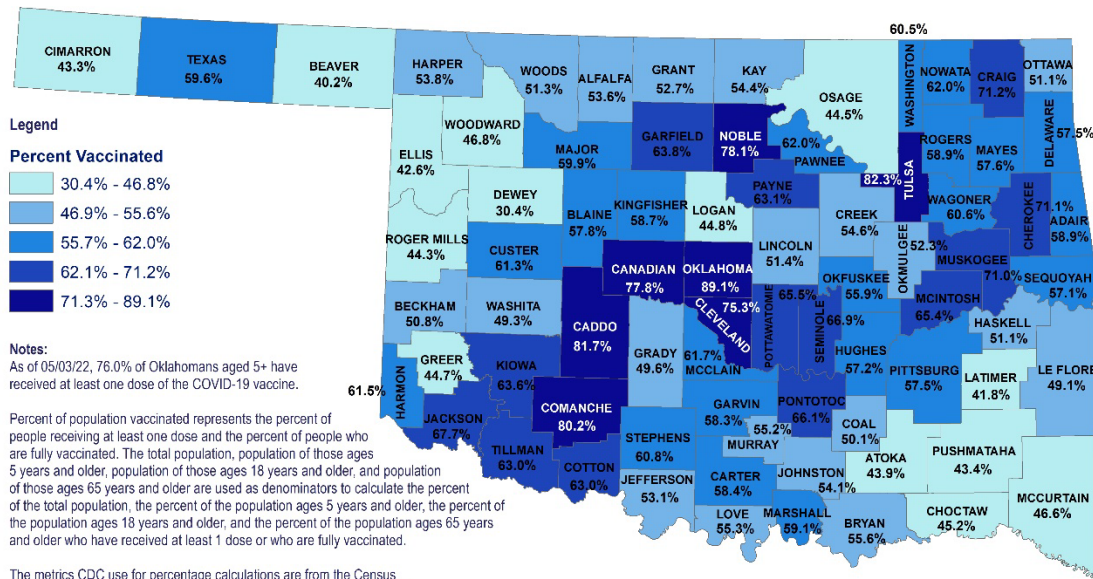 60.5%
CIMARRON
43.3%
TEXAS
59.6%
BEAVER
40.2%
HARPER
53.8%
WOODS
51.3%
ALFALFA
53.6%
GRANT
52.7%
KAY
54.4%
OSAGE
44.5%
WASHINGTON
NOWATA
62.0%
CRAIG
71.2%
OTTAWA
51.1%
Legend
Percent Vaccinated
30.4% - 46.8%
46.9% - 55.6%
55.7% - 62.0%
62.1% - 71.2%
71.3% - 89.1%
ELLIS
42.6%
WOODWARD
46.8%
MAJOR
59.9%
GARFIELD
63.8%
NOBLE
78.1%
62.0%
PAWNEE
TULSA
82.3%
ROGERS
58.9%
MAYES
57.6%
DELAWARE
57.5%
DEWEY
30.4%
BLAINE
57.8%
KINGFISHER
58.7%
LOGAN
44.8%
PAYNE
63.1%
CREEK
54.6%
WAGONER
60.6%
CHEROKEE
71.1%
ADAIR
58.9%
ROGER MILLS
44.3%
CUSTER
61.3%
CANADIAN
77.8%
OKLAHOMA
89.1%
LINCOLN
51.4%
OKMULGEE
52.3%
MUSKOGEE
71.0%
SEQUOYAH
57.1%
BECKHAM
50.8%
WASHITA
49.3%
CADDO
81.7%
GRADY
49.6%
75.3%
CLEVELAND
POTTAWATOMIE
65.5%
SEMINOLE
66.9%
OKFUSKEE
55.9%
MCINTOSH
65.4%
HASKELL
51.1%
Notes:
As of 05/03/22, 76.0% of Oklahomans aged 5+ have
received at least one dose of the COVID-19 vaccine.
GREER
44.7%
KIOWA
63.6%
61.7%
MCCLAIN
HUGHES
57.2%
PITTSBURG
57.5%
LATIMER
41.8%
LE FLORE
49.1%
61.5%
HARMON
JACKSON
67.7%
COMANCHE
80.2%
GARVIN
58.3%
PONTOTOC
66.1%
COAL
50.1%
TILLMAN
63.0%
COTTON
63.0%
STEPHENS
60.8%
55.2%
MURRAY
ATOKA
43.9%
PUSHMATAHA
43.4%
JEFFERSON
53.1%
CARTER
58.4%
JOHNSTON
54.1%
MCCURTAIN
46.6%
LOVE
55.3%
MARSHALL
59.1%
BRYAN
55.6%
CHOCTAW
45.2%
Percent of population vaccinated represents the percent of
people receiving at least one dose and the percent of people who
are fully vaccinated. The total population, population of those ages
5 years and older, population of those ages 18 years and older, and population
of those ages 65 years and older are used as denominators to calculate the percent
of the total population, the percent of the population ages 5 years and older, the percent of
the population ages 18 years and older, and the percent of the population ages 65 years
and older who have received at least 1 dose or who are fully vaccinated.
The metrics CDC use for percentage calculations are from the Census